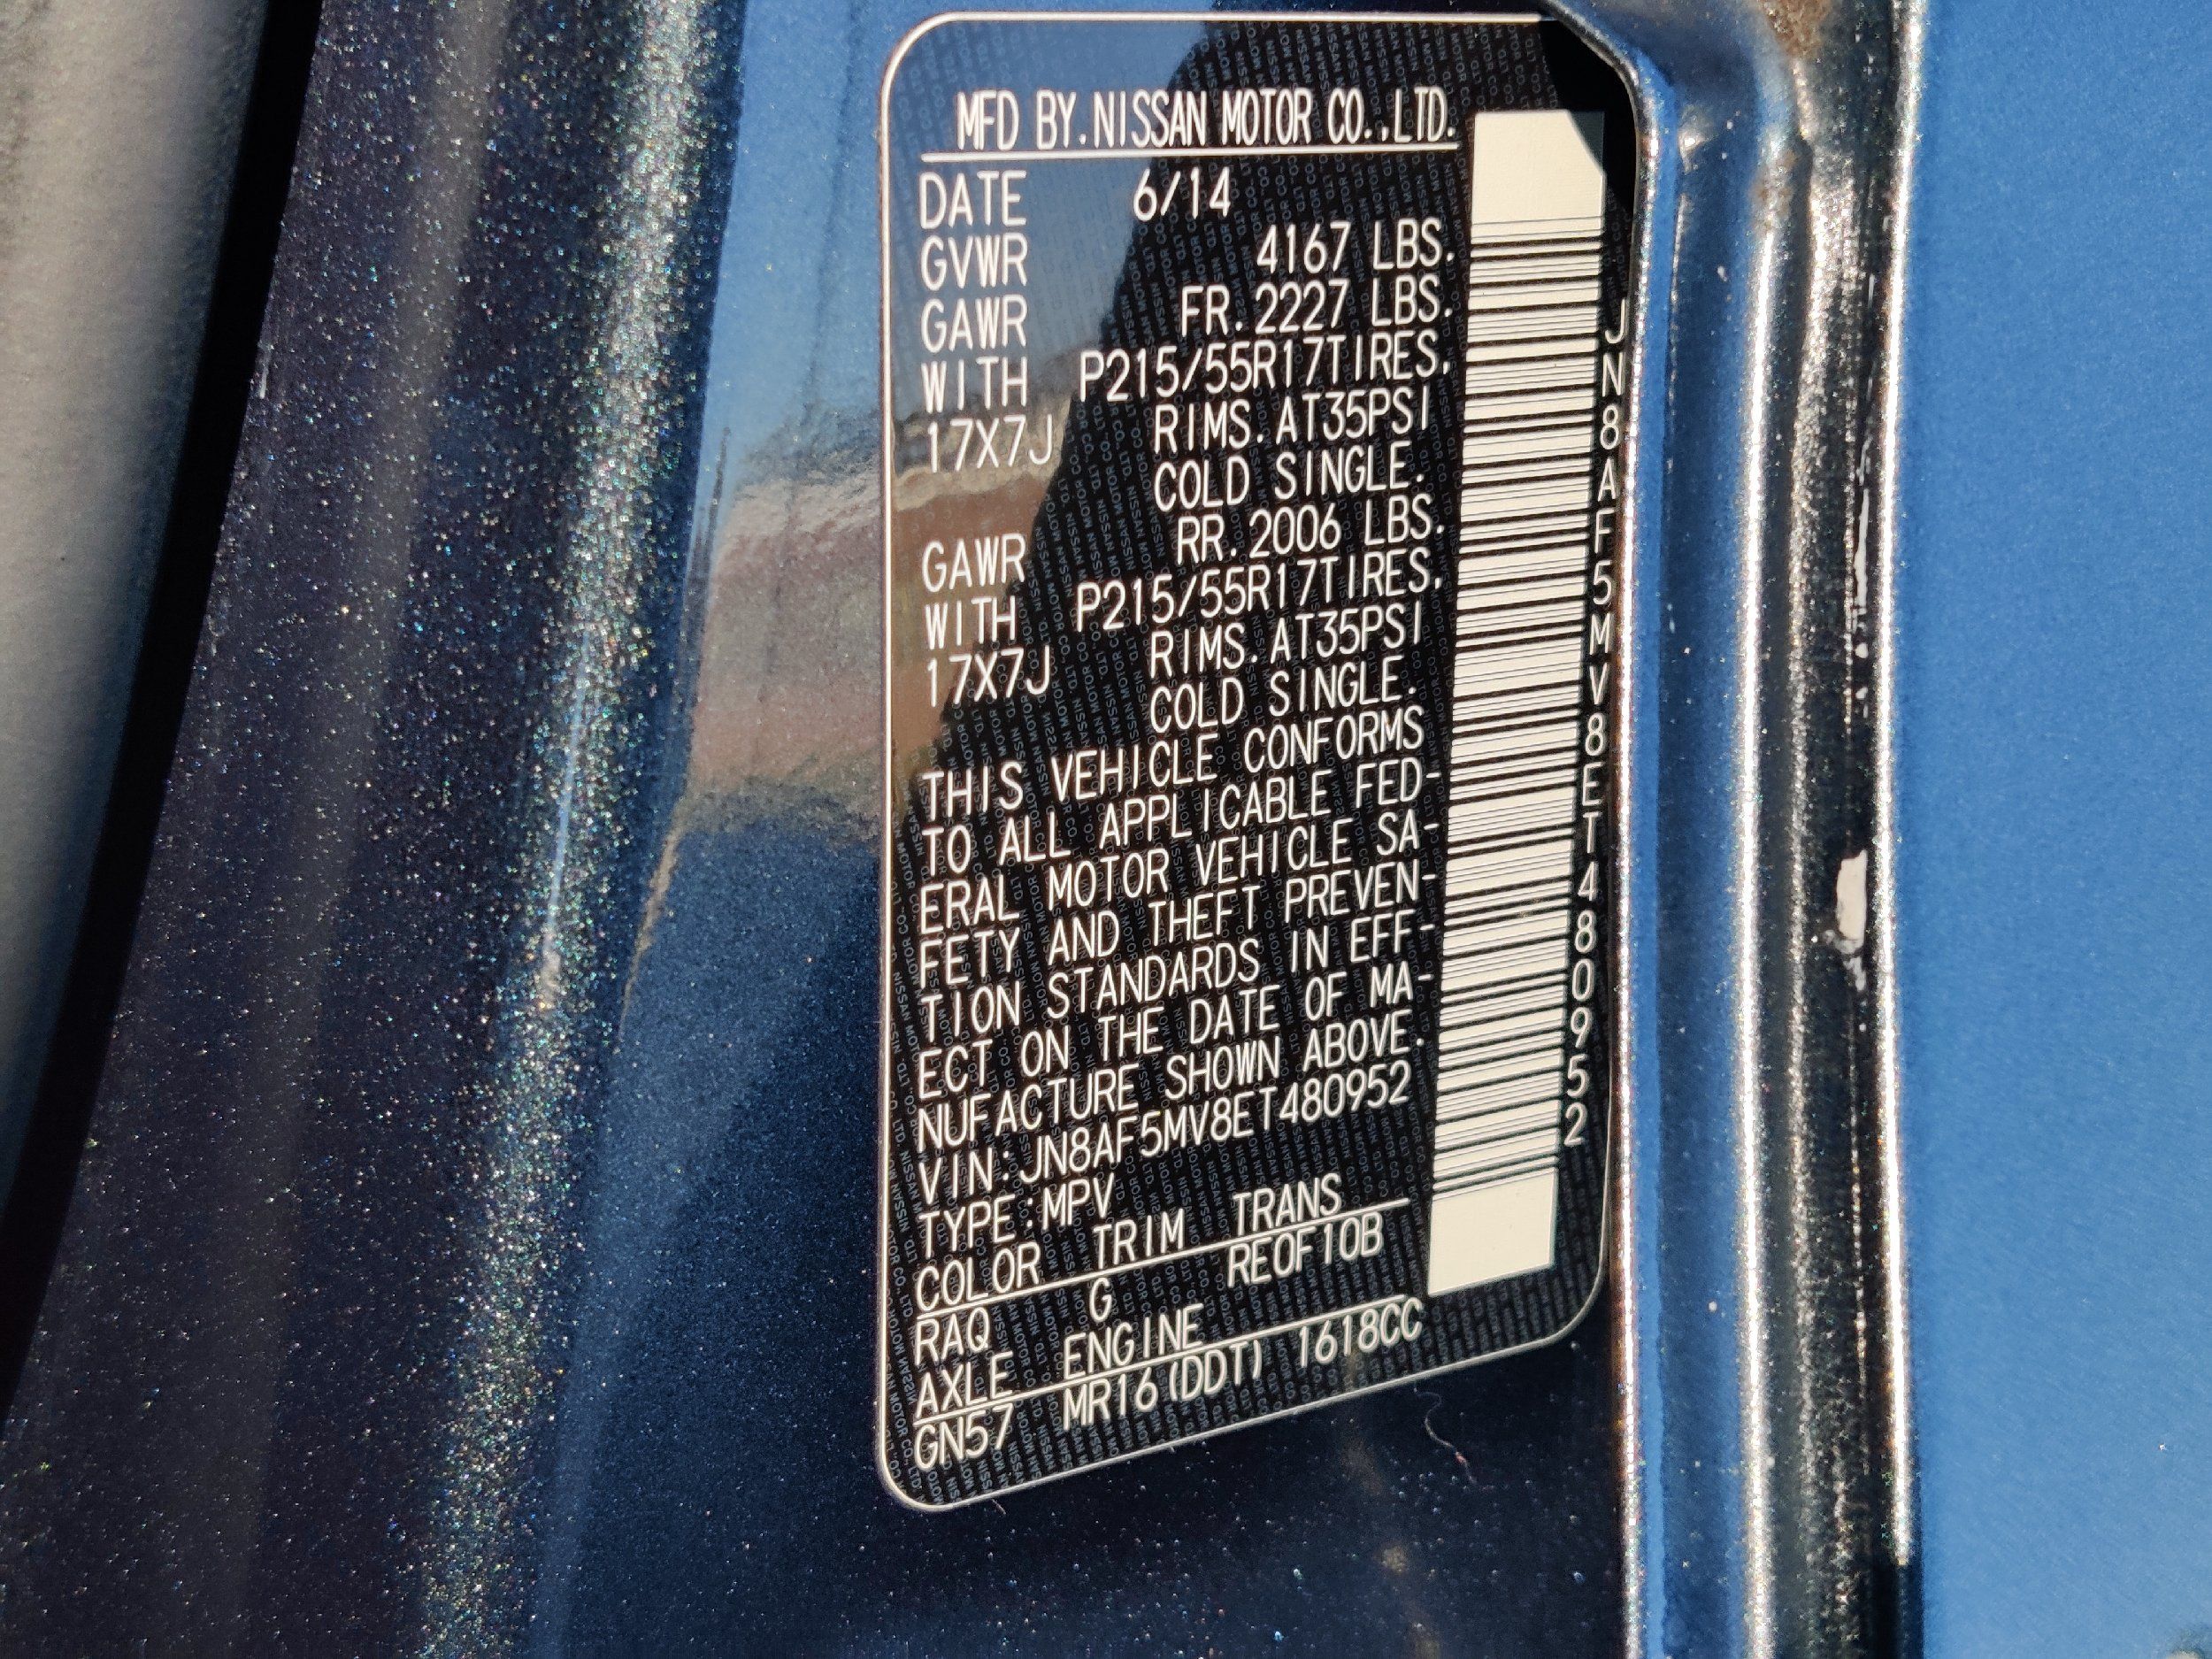 MFD BY.NISSAN MOTOR CO.,LTD.
DATE 6/14
GVWR 4167 LBS.
GAWR FR.2227 LBS.
WITH P215/55R17TIRES,
17X7J RIMS.AT35PSI
COLD SINGLE.
GAWR RR.2006 LBS.
WITH P215/55R17TIRES,
17X7J RIMS.AT35PSI
COLD SINGLE.
THIS VEHICLE CONFORMS
TO ALL APPLICABLE FED-
ERAL MOTOR VEHICLE SA-
FETY AND THEFT PREVEN-
TION STANDARDS IN EFF-
ECT ON THE DATE OF MA-
NUFACTURE SHOWN ABOVE.
VIN:JN8AF5MV8ET480952
TYPE:MPV
COLOR TRIM TRANS
RAQ G RE0F10B
AXLE ENGINE
GN57 MR16(DDT) 1618CC
JN8AF5MV8ET480952